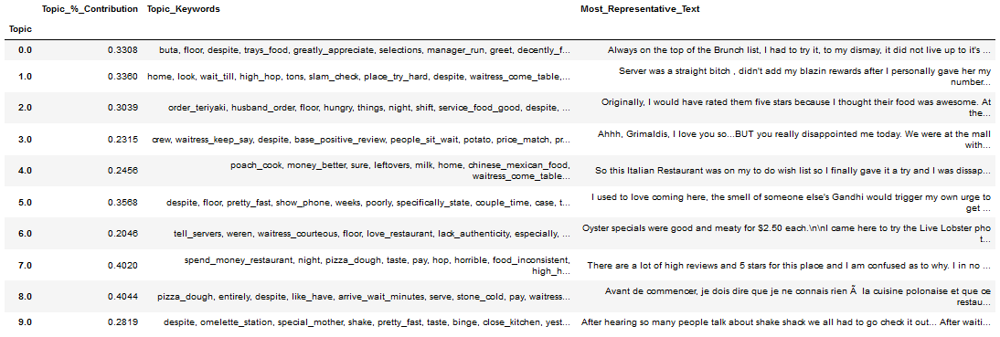 Topic_%_Contribution Topic_Keywords Most_Representative_Text
Topic
0.0 0.3308 buta, floor, despite, trays_food, greatly_appreciate, selections, manager_run, greet, decently_f... Always on the top of the Brunch list, I had to try it, to my dismay, it did not live up to it's ...
1.0 0.3360 home, look, wait_till, high_hop, tons, slam_check, place_try_hard, despite, waitress_come_table,... Server was a straight bitch , didn't add my blazin rewards after I personally gave her my
number...
2.0 0.3039 order_teriyaki, husband_order, floor, hungry, things, night, shift, service_food_good, despite, ... Originally, I would have rated them five stars because I thought their food was awesome. At
the...
3.0 0.2315 crew, waitress_keep_say, despite, base_positive_review, people_sit_wait, potato, price_match, pr... Ahhh, Grimaldis, I love you so...BUT you really disappointed me today. We were at the mall
with...
4.0 0.2456 poach_cook, money_better, sure, leftovers, milk, home, chinese_mexican_food,
waitress_come_table... So this Italian Restaurant was on my to do wish list so I finally gave it a try and I was dissap...
5.0 0.3568 despite, floor, pretty_fast, show_phone, weeks, poorly, specifically_state, couple_time, case, t... I used to love coming here, the smell of someone else's Gandhi would trigger my own urge to
get ...
6.0 0.2046 tell_servers, weren, waitress_courteous, floor, love_restaurant, lack_authenticity, especially, ... Oyster specials were good and meaty for $2.50 each.\n\nI came here to try the Live Lobster pho
t...
7.0 0.4020 spend_money_restaurant, night, pizza_dough, taste, pay, hop, horrible, food_inconsistent,
high_h... There are a lot of high reviews and 5 stars for this place and I am confused as to why. I in no ...
8.0 0.4044 pizza_dough, entirely, despite, like_have, arrive_wait_minutes, serve, stone_cold, pay, waitress... Avant de commencer, je dois dire que je ne connais rien Ã la cuisine polonaise et que ce
restau...
9.0 0.2819 despite, omelette_station, special_mother, shake, pretty_fast, taste, binge, close_kitchen, yest... After hearing so many people talk about shake shack we all had to go check it out... After waiti...